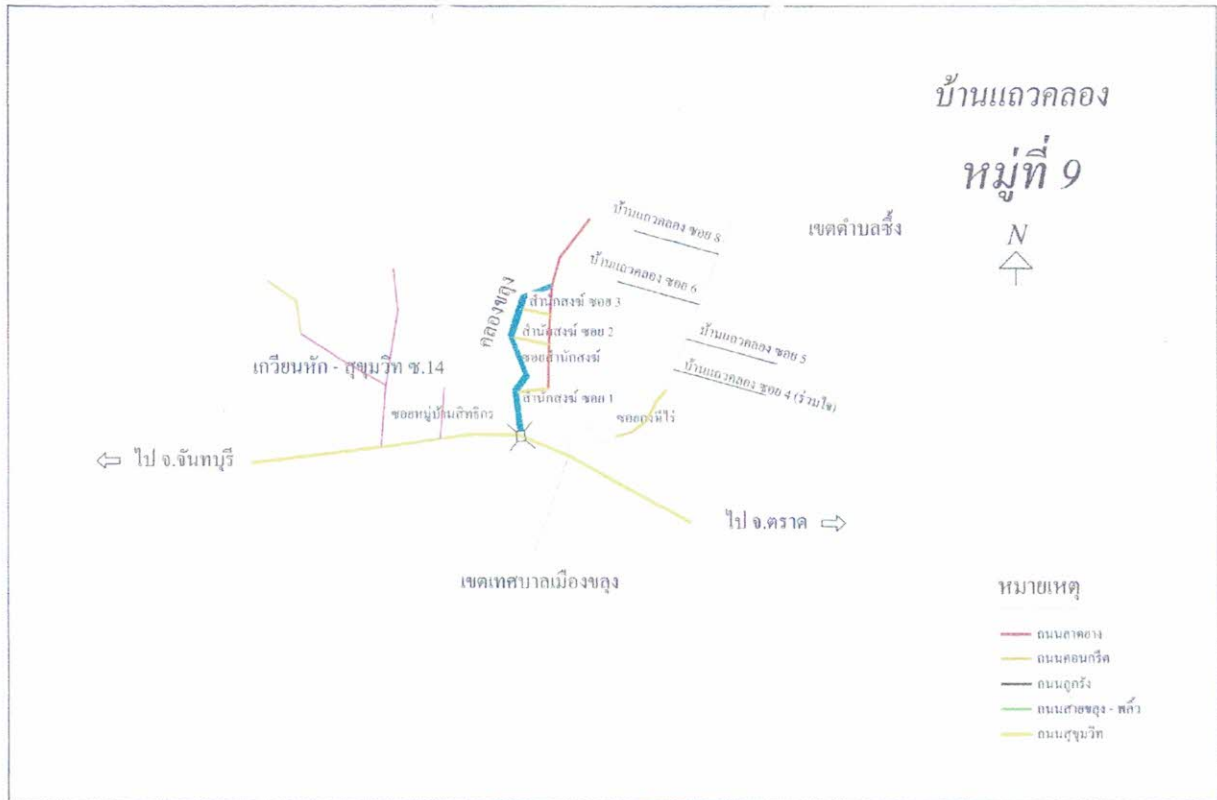 บ้านแถวคลอง
หมู่ที่ 9
N
เขตตำบลซึ้ง
บ้านแถวคลอง ซอย 8
บ้านแถวคลอง ซอย 6
บ้านแถวคลอง ซอย 5
บ้านแถวคลอง ซอย 4 (ร่วมใจ)
คลองขลุง
สำนักสงฆ์ ซอย 3
สำนักสงฆ์ ซอย 2
ซอยสำนักสงฆ์
สำนักสงฆ์ ซอย 1
เกวียนหัก - สุขุมวิท ซ.14
ซอยหมู่บ้านสิทธิกร
ไป จ.จันทบุรี
ไป จ.ตราด
เขตเทศบาลเมืองขลุง
หมายเหตุ
ถนนลาดยาง
ถนนคอนกรีต
ถนนลูกรัง
ถนนสายขลุง - พลิ้ว
ถนนสุขุมวิท